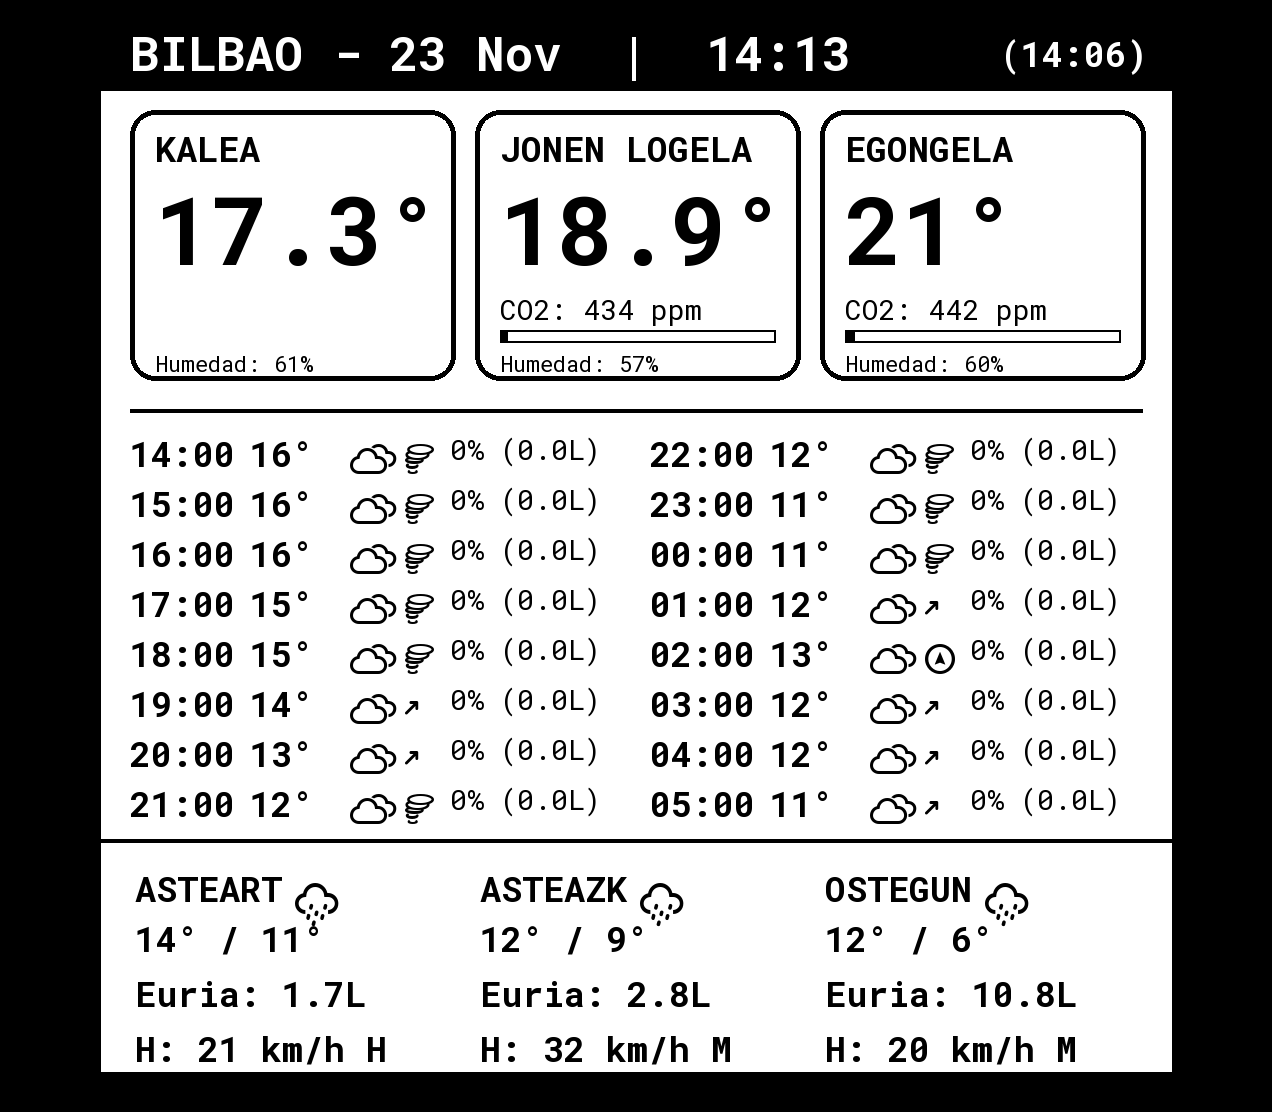 BILBAO - 23 Nov | 14:13 (14:06)
KALEA
17.3°
Humedad: 61%
JONEN LOGELA
18.9°
CO2: 434 ppm
Humedad: 57%
EGONGELA
21°
CO2: 442 ppm
Humedad: 60%
14:00 16° 0% (0.0L)
15:00 16° 0% (0.0L)
16:00 16° 0% (0.0L)
17:00 15° 0% (0.0L)
18:00 15° 0% (0.0L)
19:00 14° 0% (0.0L)
20:00 13° 0% (0.0L)
21:00 12° 0% (0.0L)
22:00 12° 0% (0.0L)
23:00 11° 0% (0.0L)
00:00 11° 0% (0.0L)
01:00 12° 0% (0.0L)
02:00 13° 0% (0.0L)
03:00 12° 0% (0.0L)
04:00 12° 0% (0.0L)
05:00 11° 0% (0.0L)
ASTEART
14° / 11°
Euria: 1.7L
H: 21 km/h H
ASTEAZK
12° / 9°
Euria: 2.8L
H: 32 km/h M
OSTEGUN
12° / 6°
Euria: 10.8L
H: 20 km/h M